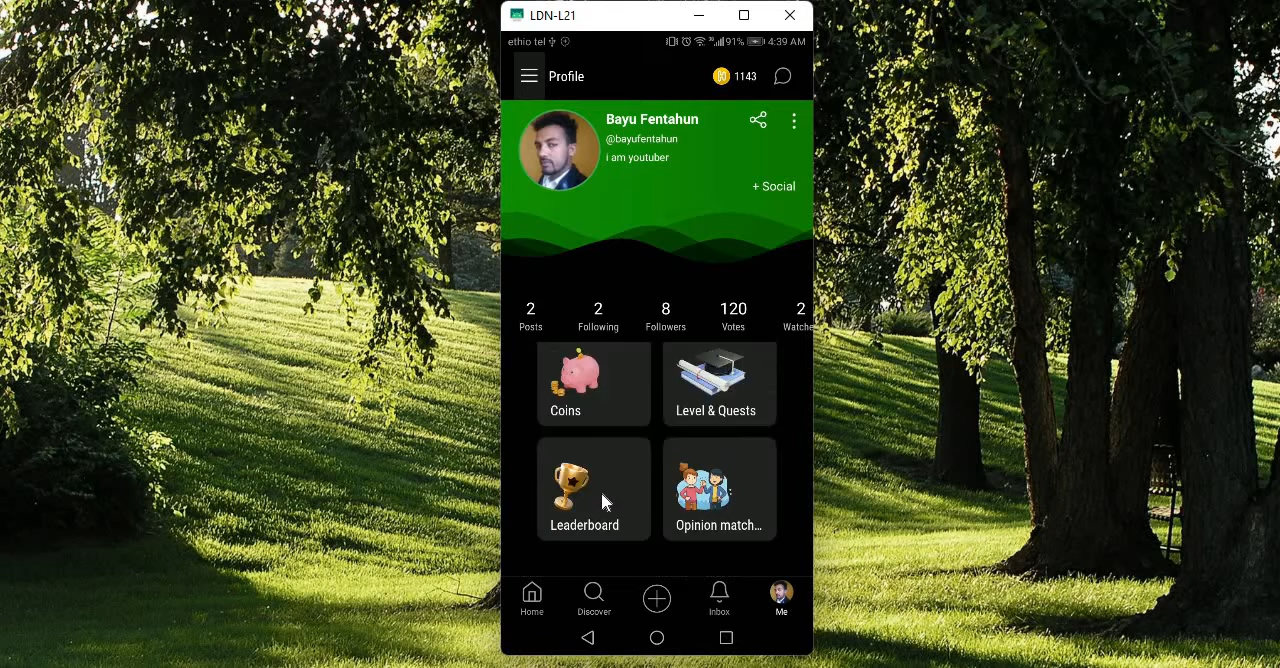 LDN-L21
ethio tel 91% 4:39 AM
Profile 1143
Bayu Fentahun
@bayufentahun
i am youtuber
+ Social
2 2 8 120 2
Posts Following Followers Votes Watche
Coins Level & Quests
Leaderboard Opinion match...
Home Discover Inbox Me